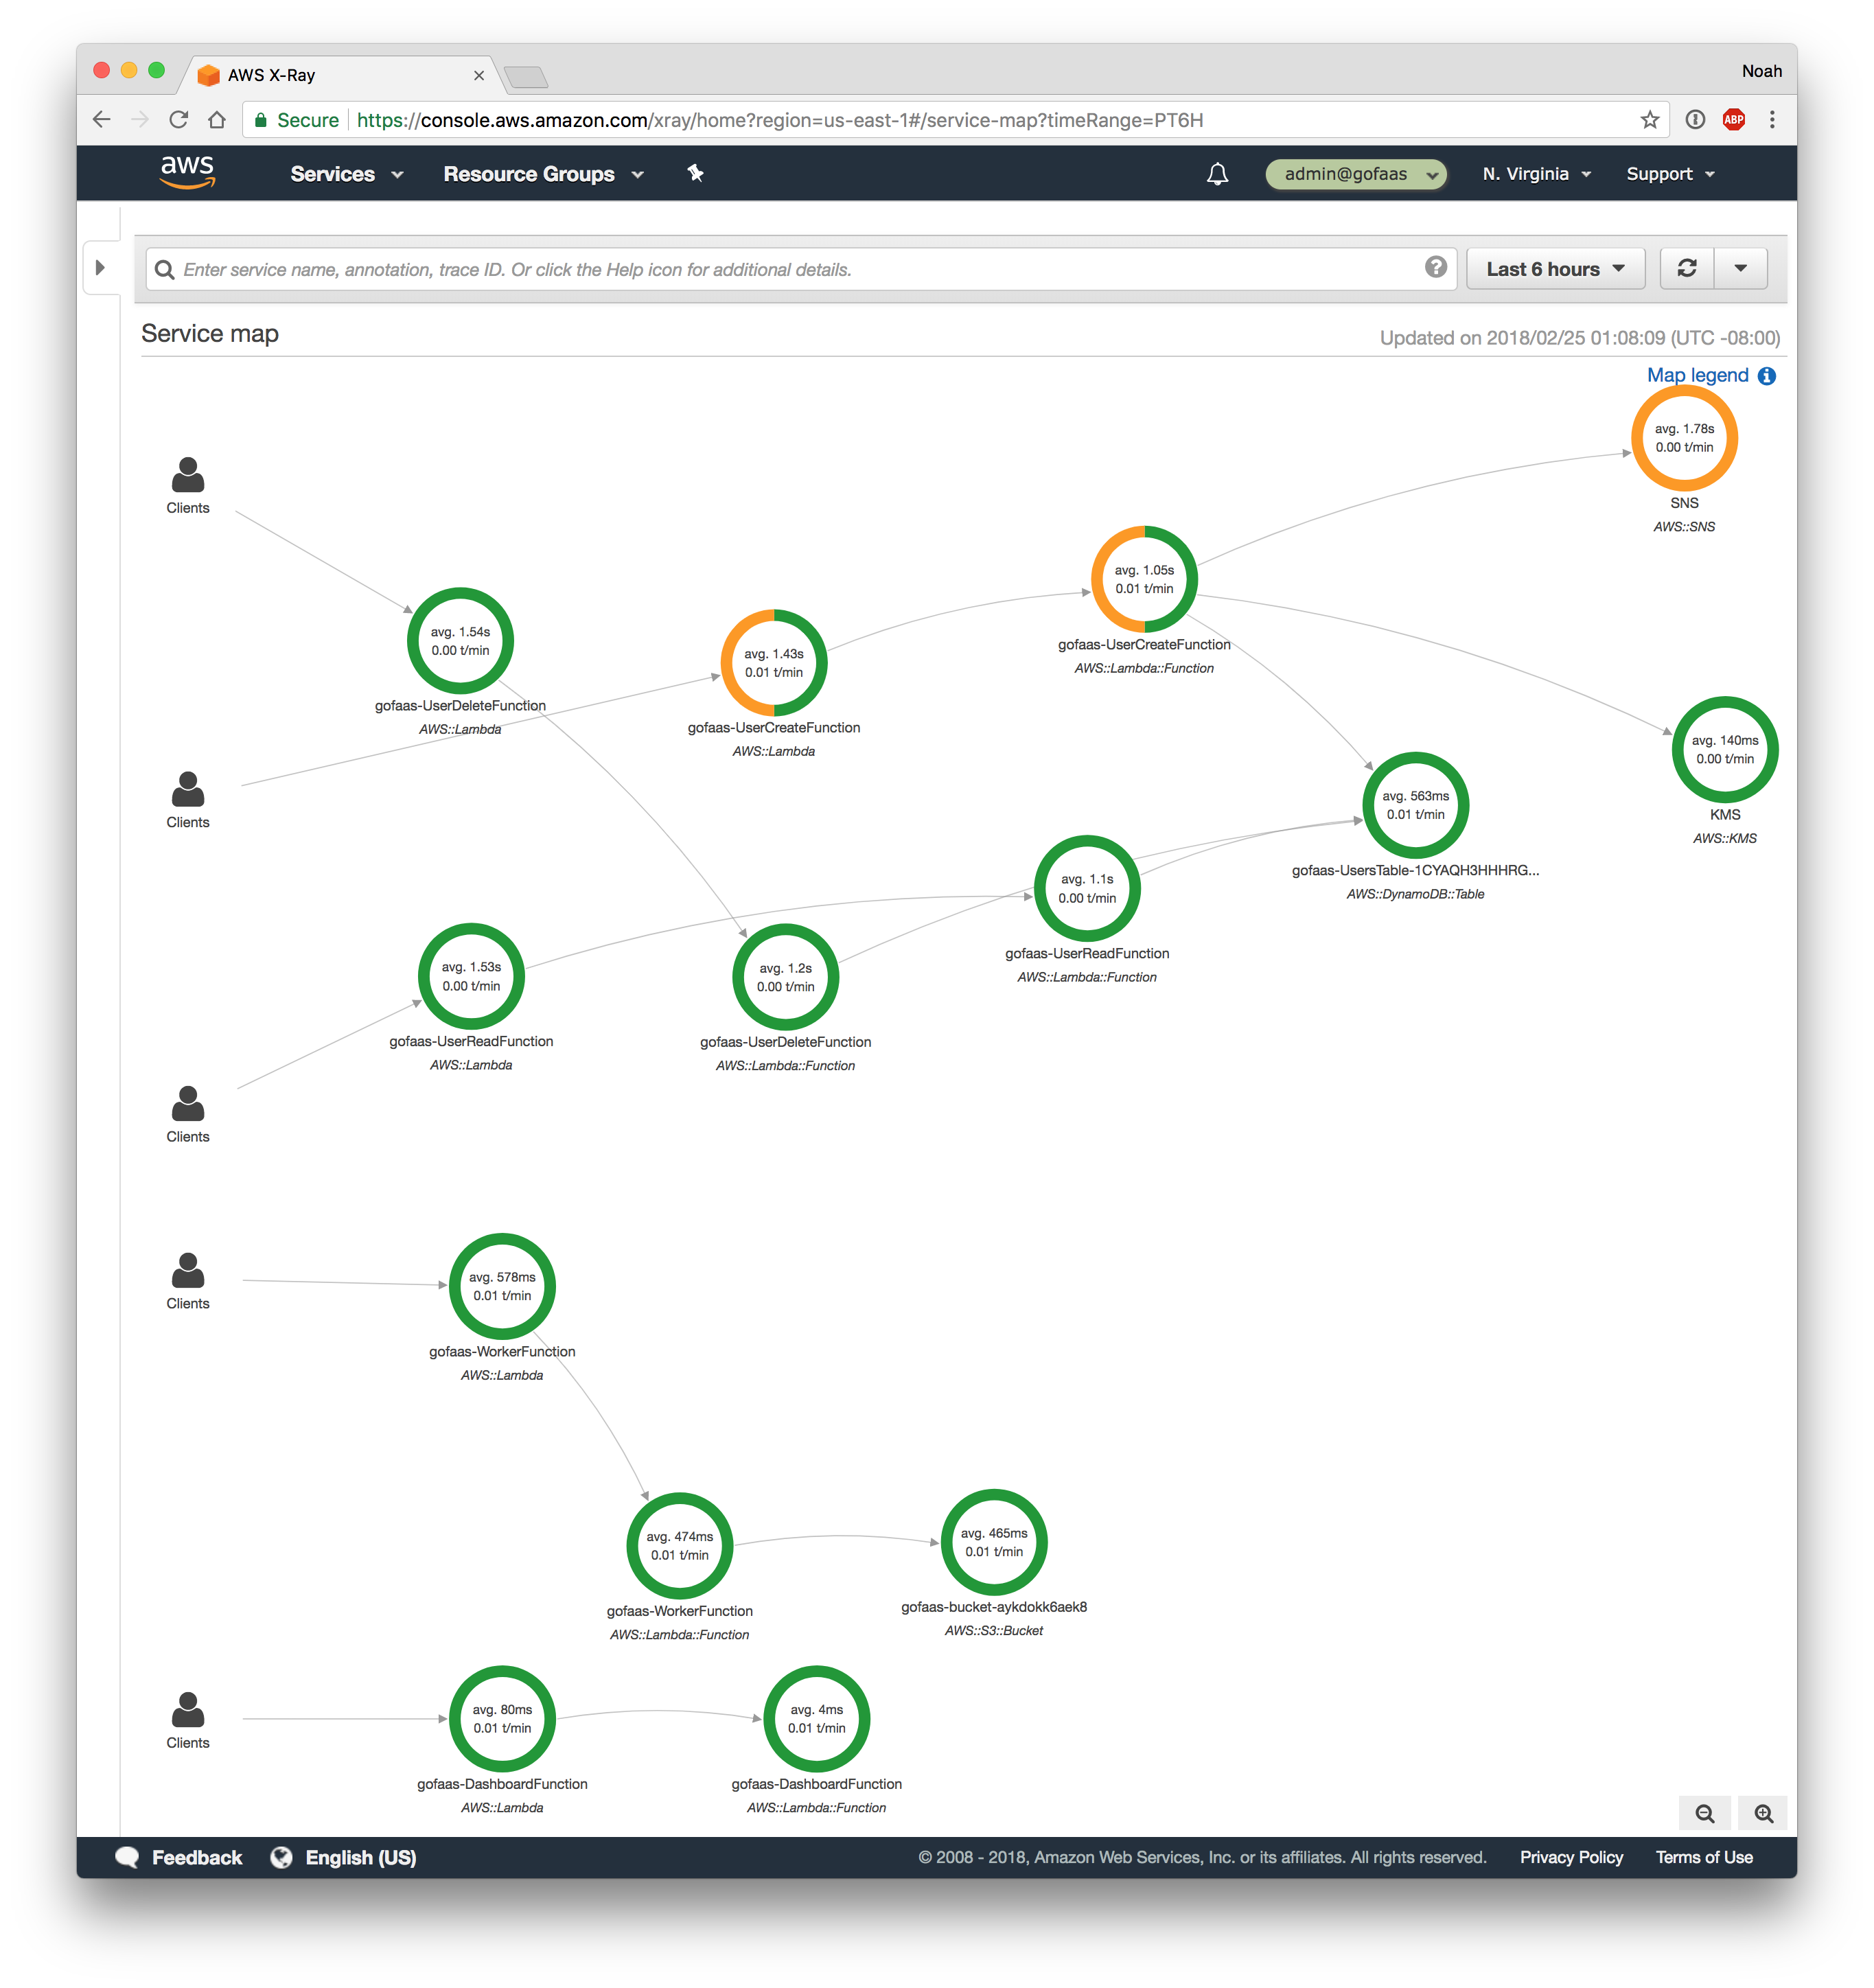 AWS X-Ray
Noah
Secure https://console.aws.amazon.com/xray/home?region=us-east-1#/service-map?timeRange=PT6H
ABP
aws
Services
Resource Groups
admin@gofaas
N. Virginia
Support
Enter service name, annotation, trace ID. Or click the Help icon for additional details.
?
Last 6 hours
Service map
Updated on 2018/02/25 01:08:09 (UTC -08:00)
Map legend
avg. 1.78s
0.00 t/min
SNS
AWS::SNS
Clients
avg. 1.05s
0.01 t/min
gofaas-UserCreateFunction
AWS::Lambda::Function
avg. 1.54s
0.00 t/min
gofaas-UserDeleteFunction
AWS::Lambda
avg. 1.43s
0.01 t/min
gofaas-UserCreateFunction
AWS::Lambda
avg. 140ms
0.00 t/min
KMS
AWS::KMS
Clients
avg. 563ms
0.01 t/min
gofaas-UsersTable-1CYAQH3HHHRG...
AWS::DynamoDB::Table
avg. 1.1s
0.00 t/min
gofaas-UserReadFunction
AWS::Lambda::Function
avg. 1.53s
0.00 t/min
gofaas-UserReadFunction
AWS::Lambda
avg. 1.2s
0.00 t/min
gofaas-UserDeleteFunction
AWS::Lambda::Function
Clients
Clients
avg. 578ms
0.01 t/min
gofaas-WorkerFunction
AWS::Lambda
avg. 474ms
0.01 t/min
gofaas-WorkerFunction
AWS::Lambda::Function
avg. 465ms
0.01 t/min
gofaas-bucket-aykdokk6aek8
AWS::S3::Bucket
Clients
avg. 80ms
0.01 t/min
gofaas-DashboardFunction
AWS::Lambda
avg. 4ms
0.01 t/min
gofaas-DashboardFunction
AWS::Lambda::Function
Feedback
English (US)
© 2008 - 2018, Amazon Web Services, Inc. or its affiliates. All rights reserved.
Privacy Policy
Terms of Use